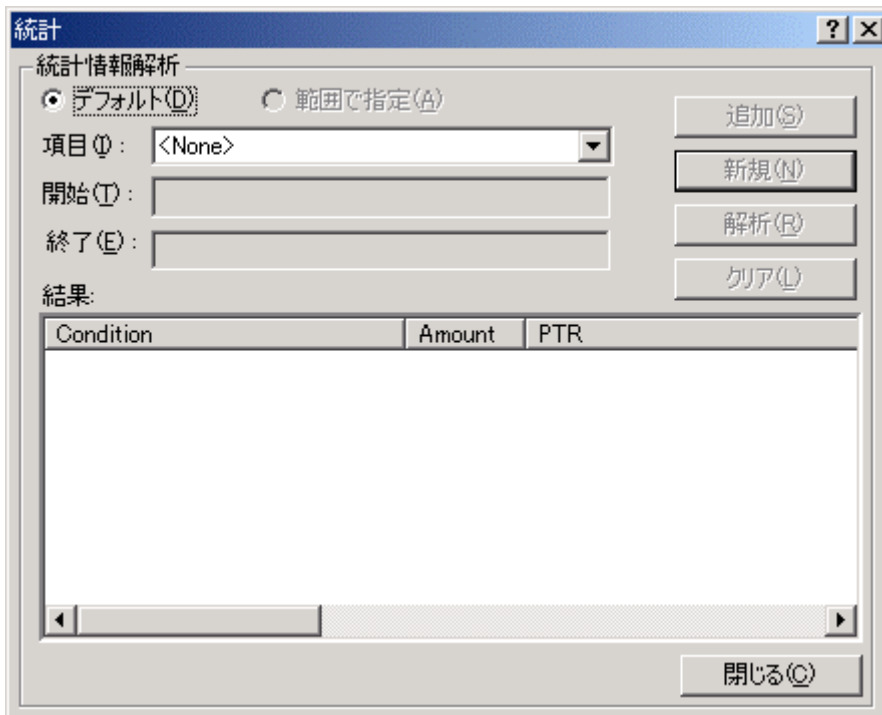 統計
統計情報解析
デフォルト(D) 範囲で指定(A)
追加(S)
項目(I): <None>
新規(N)
開始(T):
解析(R)
終了(E):
クリア(L)
結果:
Condition Amount PTR
閉じる(C)